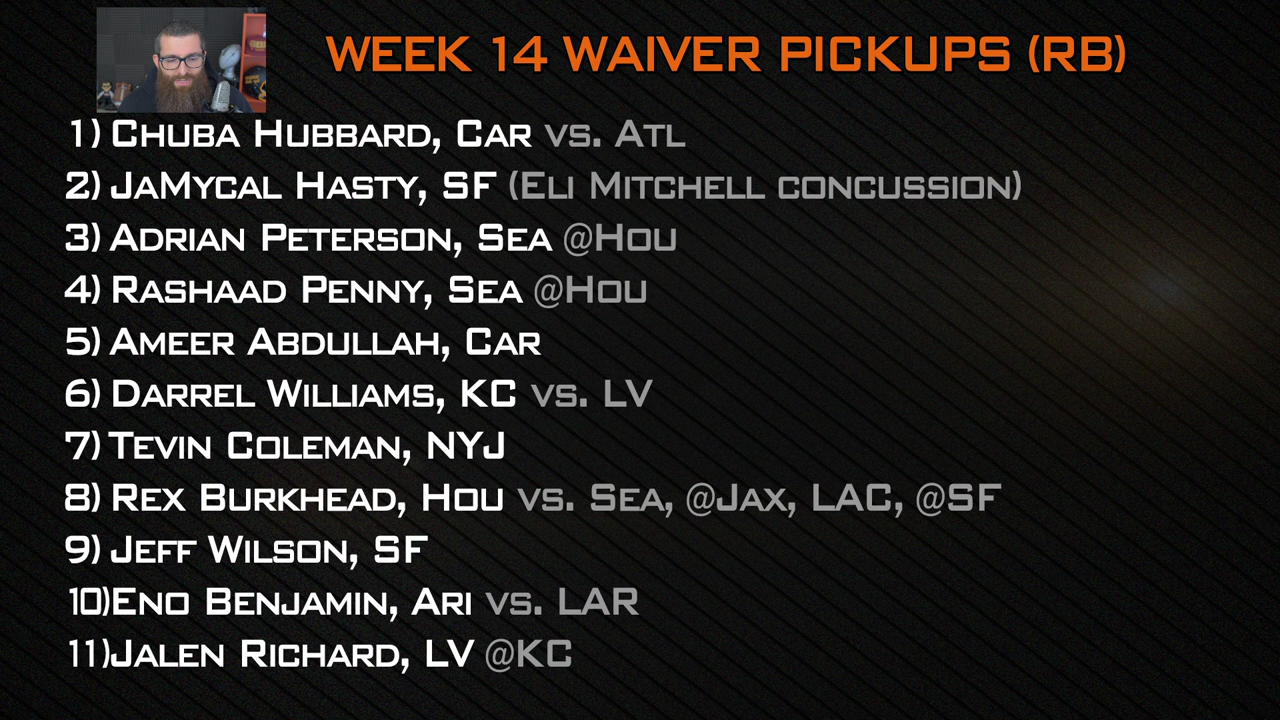 WEEK 14 WAIVER PICKUPS (RB)
1) CHUBA HUBBARD, CAR VS. ATL
2) JAMYCAL HASTY, SF (ELI MITCHELL CONCUSSION)
3) ADRIAN PETERSON, SEA @HOU
4) RASHAAD PENNY, SEA @HOU
5) AMEER ABDULLAH, CAR
6) DARREL WILLIAMS, KC VS. LV
7) TEVIN COLEMAN, NYJ
8) REX BURKHEAD, HOU VS. SEA, @JAX, LAC, @SF
9) JEFF WILSON, SF
10)ENO BENJAMIN, ARI VS. LAR
11)JALEN RICHARD, LV @KC